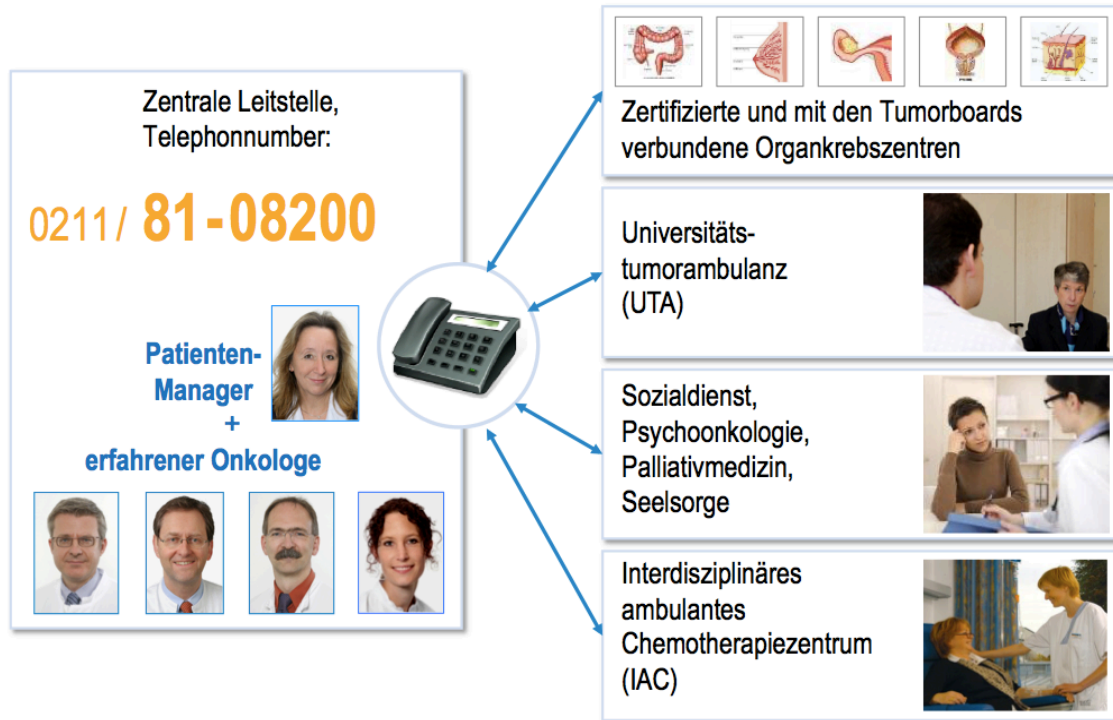 Zentrale Leitstelle,
Telephonnumber:
0211/ 81-08200
Patienten-
Manager
+
erfahrener Onkologe
Zertifizierte und mit den Tumorboards
verbundene Organkrebszentren
Universitäts-
tumorambulanz
(UTA)
Sozialdienst,
Psychoonkologie,
Palliativmedizin,
Seelsorge
Interdisziplinäres
ambulantes
Chemotherapiezentrum
(IAC)